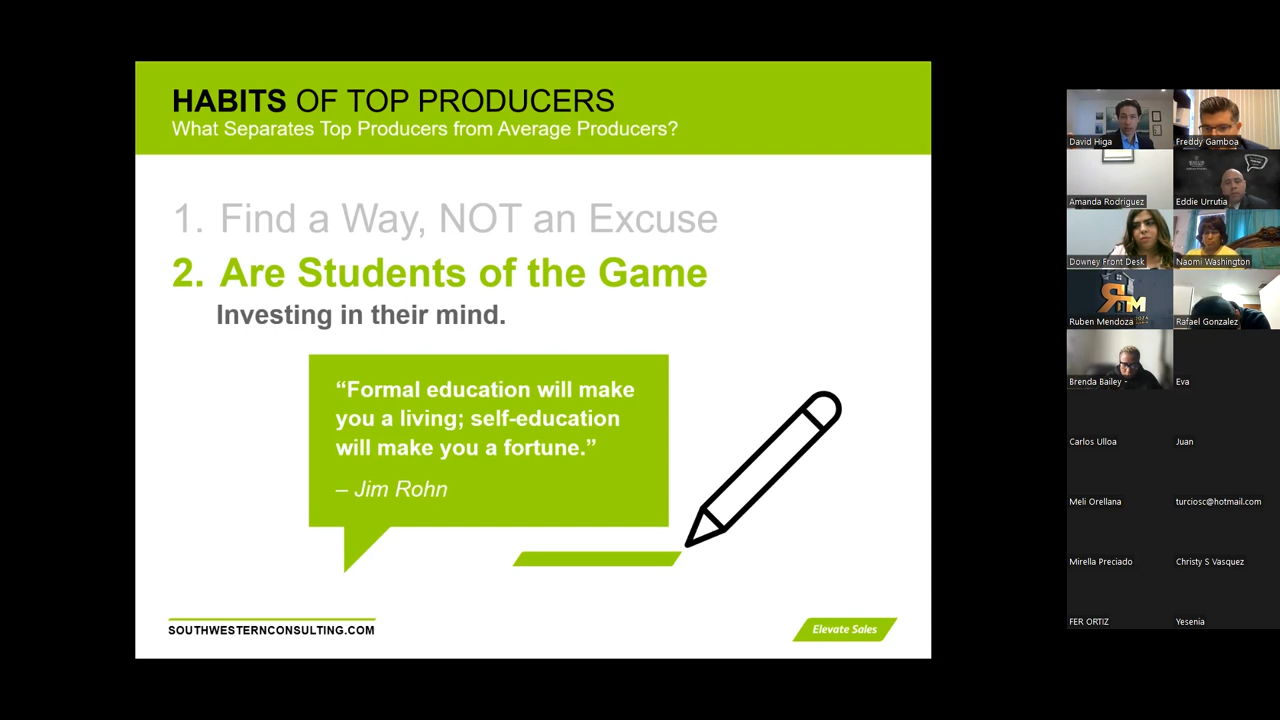 HABITS OF TOP PRODUCERS
What Separates Top Producers from Average Producers?
1. Find a Way, NOT an Excuse
2. Are Students of the Game
Investing in their mind.
“Formal education will make
you a living; self-education
will make you a fortune.”
– Jim Rohn
SOUTHWESTERNCONSULTING.COM
Elevate Sales
David Higa
Freddy Gamboa
Amanda Rodriguez
Eddie Urrutia
Downey Front Desk
Naomi Washington
RM
Ruben Mendoza
Rafael Gonzalez
Brenda Bailey -
Eva
Carlos Ulloa
Juan
Meli Orellana
turciosc@hotmail.com
Mirella Preciado
Christy S Vasquez
FER ORTIZ
Yesenia